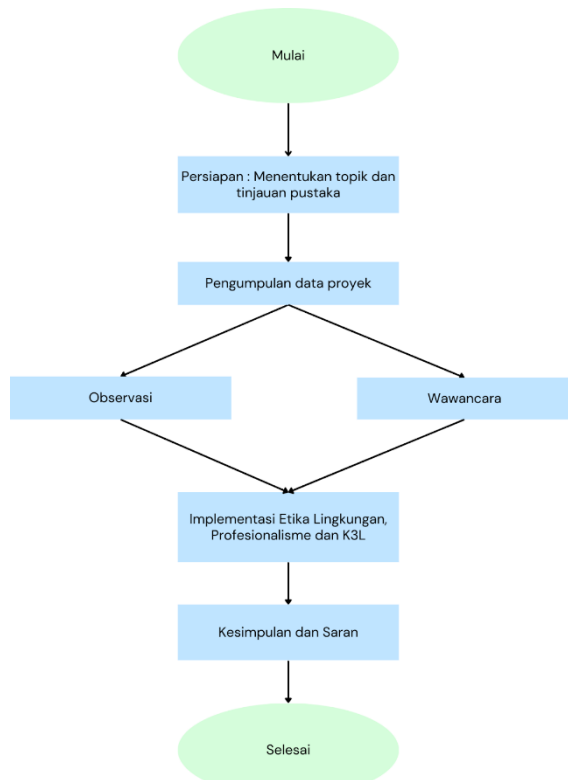 Mulai
Persiapan : Menentukan topik dan
tinjauan pustaka
Pengumpulan data proyek
Observasi
Wawancara
Implementasi Etika Lingkungan,
Profesionalisme dan K3L
Kesimpulan dan Saran
Selesai